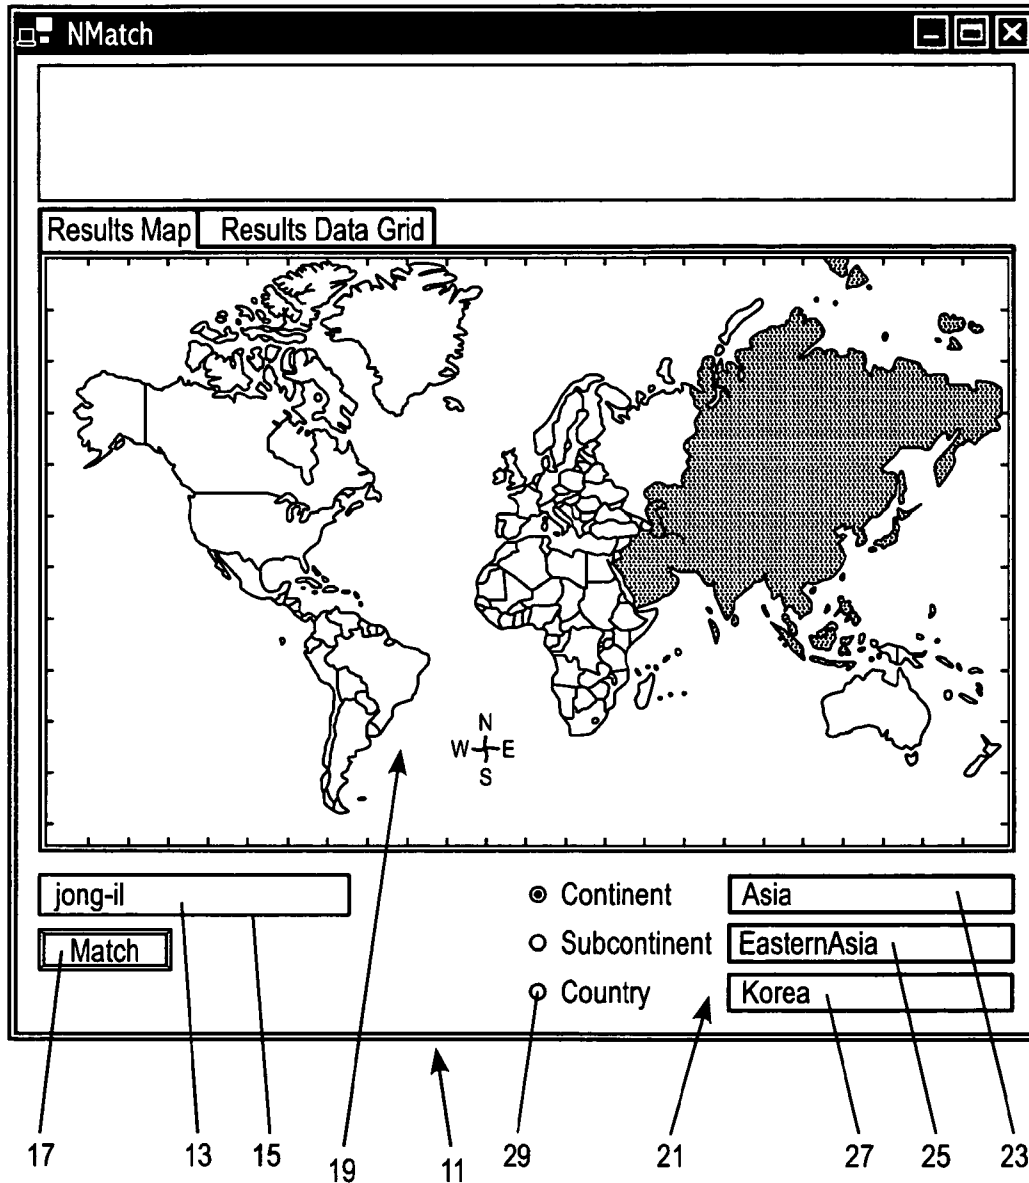 NMatch
Results Map Results Data Grid
N
W E
S
jong-il
Match
Continent Asia
Subcontinent EasternAsia
Country Korea
17 13 15 19 11 29 21 27 25 23